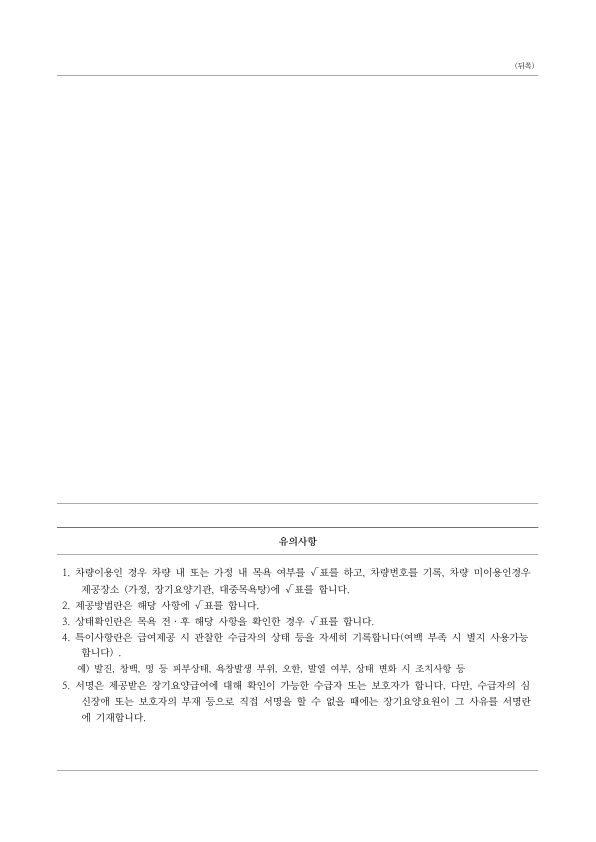 (뒤쪽)
유의사항
1. 차량이용인 경우 차량 내 또는 가정 내 목욕 여부를 √표를 하고, 차량번호를 기록, 차량 미이용인경우
제공장소 (가정, 장기요양기관, 대중목욕탕)에 √표를 합니다.
2. 제공방법란은 해당 사항에 √표를 합니다.
3. 상태확인란은 목욕 전ㆍ후 해당 사항을 확인한 경우 √표를 합니다.
4. 특이사항란은 급여제공 시 관찰한 수급자의 상태 등을 자세히 기록합니다(여백 부족 시 별지 사용가능
합니다) .
예) 발진, 창백, 멍 등 피부상태, 욕창발생 부위, 오한, 발열 여부, 상태 변화 시 조치사항 등
5. 서명은 제공받은 장기요양급여에 대해 확인이 가능한 수급자 또는 보호자가 합니다. 다만, 수급자의 심
신장애 또는 보호자의 부재 등으로 직접 서명을 할 수 없을 때에는 장기요양요원이 그 사유를 서명란
에 기재합니다.